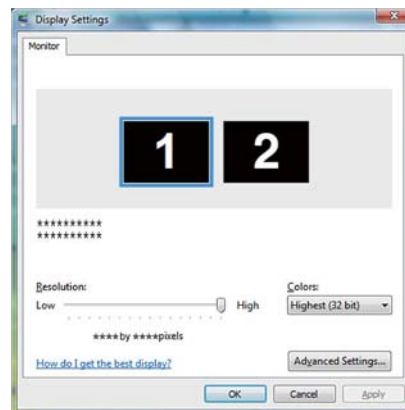 Display Settings
Monitor
1 2
**********
**********
Resolution: Colors:
Low High Highest (32 bit)
**** by ****pixels
How do I get the best display? Advanced Settings...
OK Cancel Apply